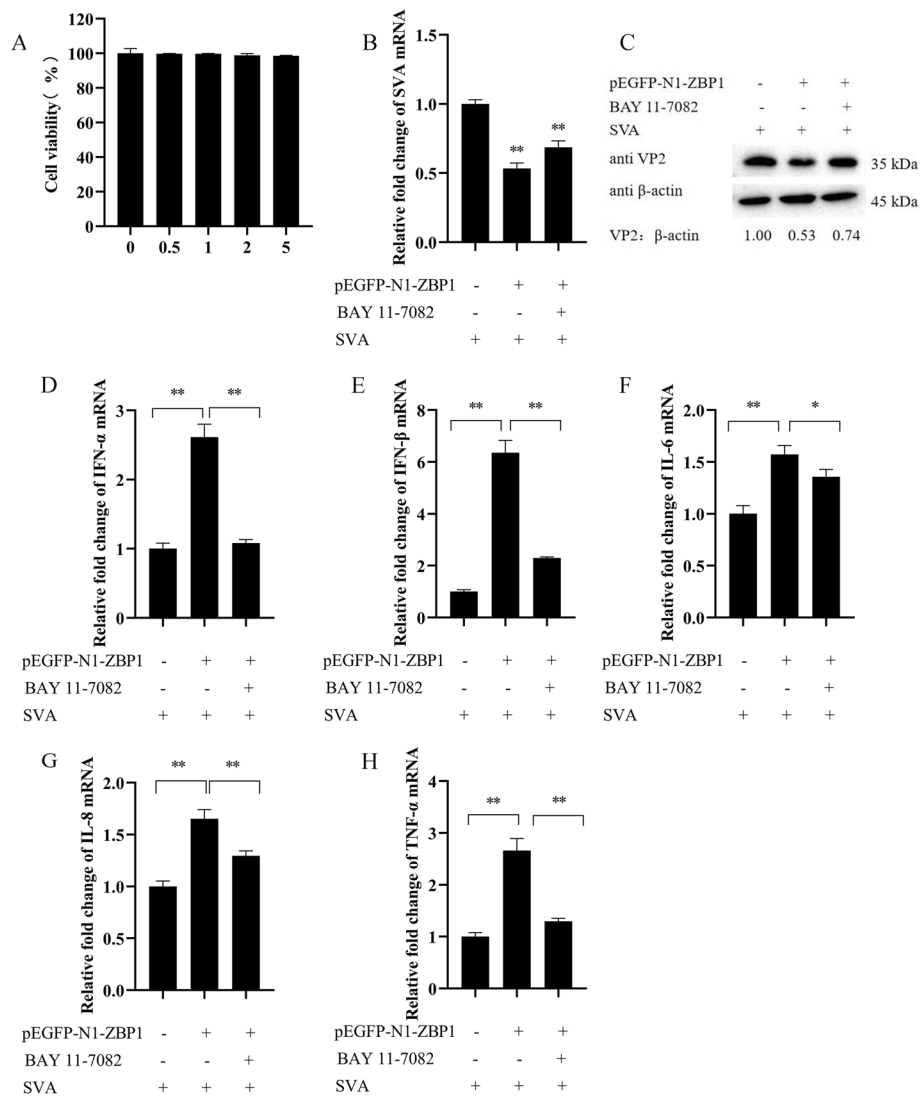 A
Cell viability( %)
120
100
80
60
40
20
0
0 0.5 1 2 5
B
Relative fold change of SVA mRNA
1.5
1.0
0.5
0.0
**
**
pEGFP-N1-ZBP1 - + +
BAY 11-7082 - - +
SVA + + +
C
pEGFP-N1-ZBP1 - + +
BAY 11-7082 - - +
SVA + + +
anti VP2 35 kDa
anti β-actin 45 kDa
VP2: β-actin 1.00 0.53 0.74
D
Relative fold change of IFN-α mRNA
3
2
1
0
** **
pEGFP-N1-ZBP1 - + +
BAY 11-7082 - - +
SVA + + +
E
Relative fold change of IFN-β mRNA
8
6
4
2
0
** **
pEGFP-N1-ZBP1 - + +
BAY 11-7082 - - +
SVA + + +
F
Relative fold change of IL-6 mRNA
2.0
1.5
1.0
0.5
0.0
** *
pEGFP-N1-ZBP1 - + +
BAY 11-7082 - - +
SVA + + +
G
Relative fold change of IL-8 mRNA
2.0
1.5
1.0
0.5
0.0
** **
pEGFP-N1-ZBP1 - + +
BAY 11-7082 - - +
SVA + + +
H
Relative fold change of TNF-α mRNA
4
3
2
1
0
** **
pEGFP-N1-ZBP1 - + +
BAY 11-7082 - - +
SVA + + +